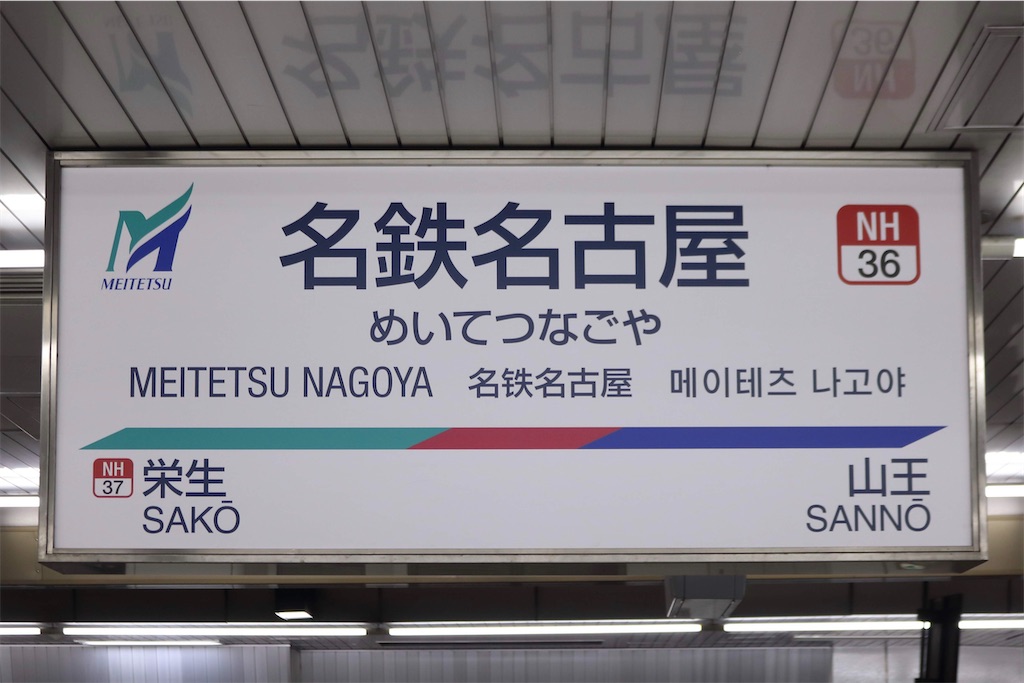 MEITETSU
名鉄名古屋
NH
36
めいてつなごや
MEITETSU NAGOYA 名铁名古屋 메이테츠 나고야
NH
37
栄生
SAKŌ
山王
SANNŌ